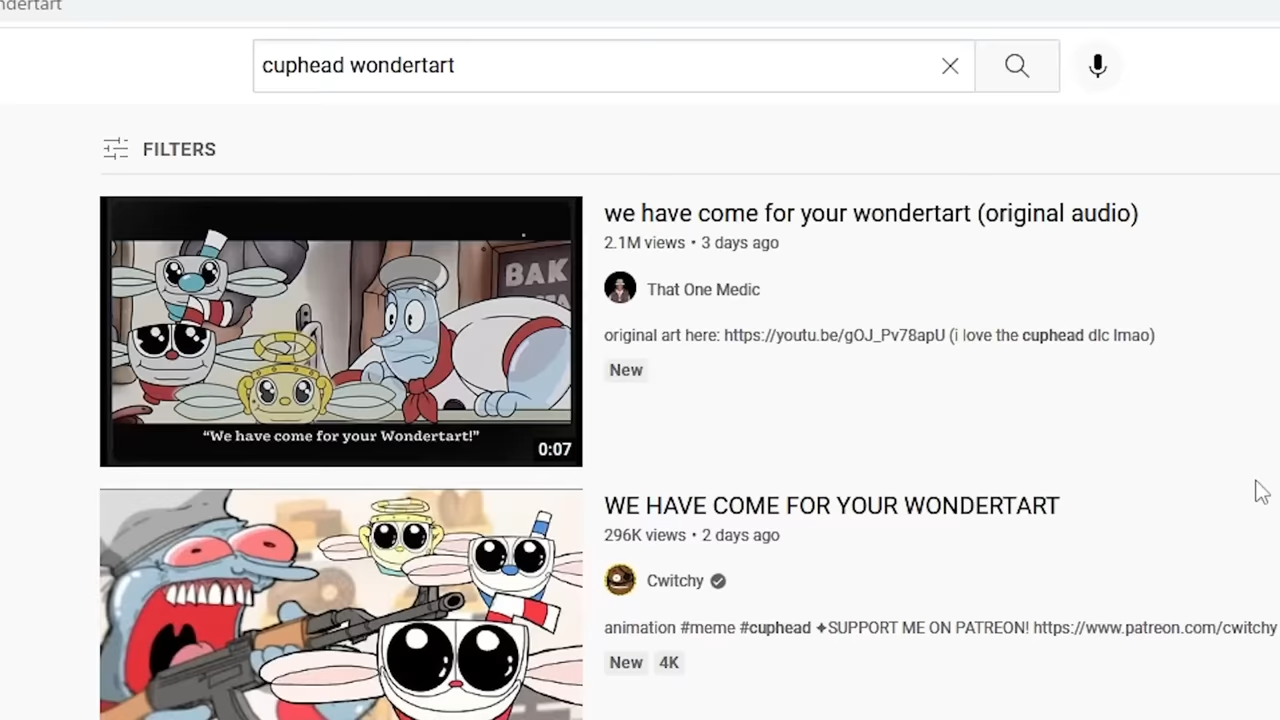 ndertart
cuphead wondertart
FILTERS
we have come for your wondertart (original audio)
2.1M views • 3 days ago
That One Medic
original art here: https://youtu.be/gOJ_Pv78apU (i love the cuphead dlc lmao)
New
BAK
“We have come for your Wondertart!”
0:07
WE HAVE COME FOR YOUR WONDERTART
296K views • 2 days ago
Cwitchy
animation #meme #cuphead ✦SUPPORT ME ON PATREON! https://www.patreon.com/cwitchy
New 4K